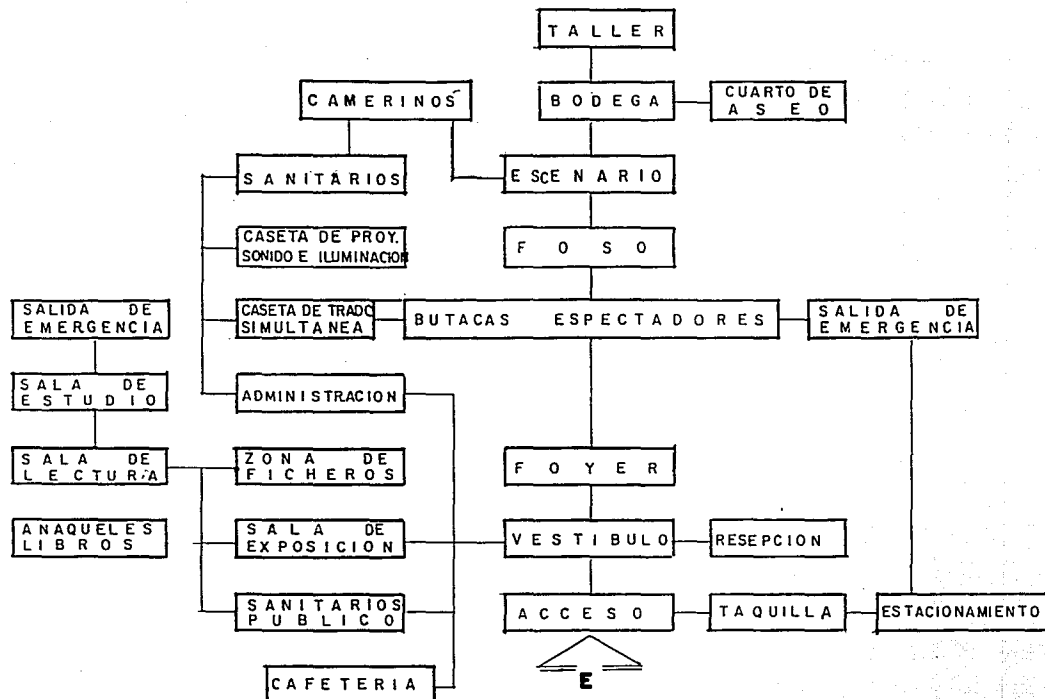 TALLER
CAMERINOS
BODEGA
CUARTO DE
ASEO
SANITÁRIOS
ESCENARIO
CASETA DE PROY.
SONIDO E ILUMINACION
FOSO
SALIDA DE
EMERGENCIA
CASETA DE TRADC
SIMULTANEA
BUTACAS ESPECTADORES
SALIDA DE
EMERGENCIA
SALA DE
ESTUDIO
ADMINISTRACION
SALA DE
LECTURA
ZONA DE
FICHEROS
FOYER
ANAQUELES
LIBROS
SALA DE
EXPOSICION
VESTIBULO
RESEPCION
SANITARIOS
PUBLICO
ACCESO
TAQUILLA
ESTACIONAMIENTO
E
CAFETERIA